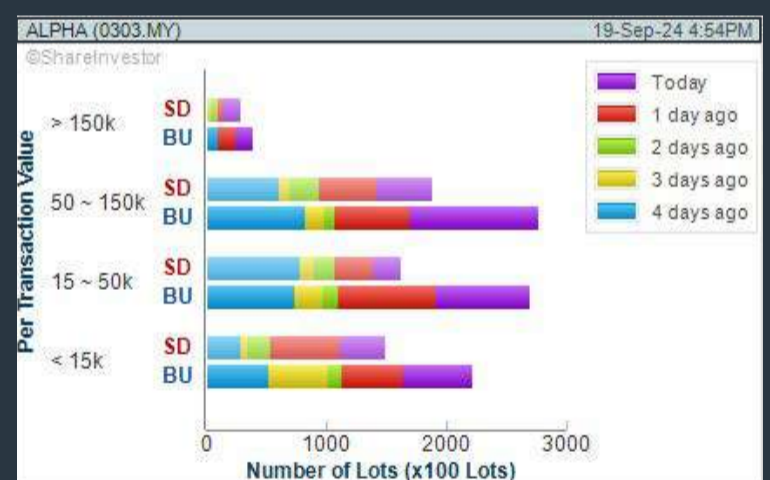 ALPHA (0303.MY) 19-Sep-24 4:54PM
©ShareInvestor
Today
1 day ago
2 days ago
3 days ago
4 days ago
Per Transaction Value
> 150k
SD
BU
50 ~ 150k
SD
BU
15 ~ 50k
SD
BU
< 15k
SD
BU
0 1000 2000 3000
Number of Lots (x100 Lots)